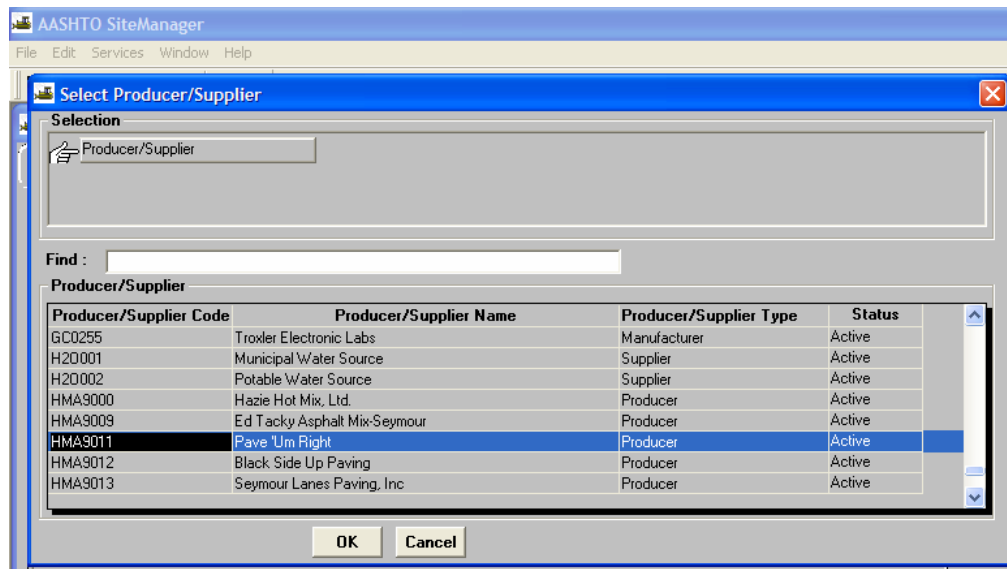 AASHTO SiteManager
File Edit Services Window Help
Select Producer/Supplier
Selection
Producer/Supplier
Find :
Producer/Supplier
Producer/Supplier Code Producer/Supplier Name Producer/Supplier Type Status
GC0255 Troxler Electronic Labs Manufacturer Active
H2O001 Municipal Water Source Supplier Active
H2O002 Potable Water Source Supplier Active
HMA9000 Hazie Hot Mix, Ltd. Producer Active
HMA9009 Ed Tacky Asphalt Mix-Seymour Producer Active
HMA9011 Pave 'Um Right Producer Active
HMA9012 Black Side Up Paving Producer Active
HMA9013 Seymour Lanes Paving, Inc Producer Active
OK Cancel